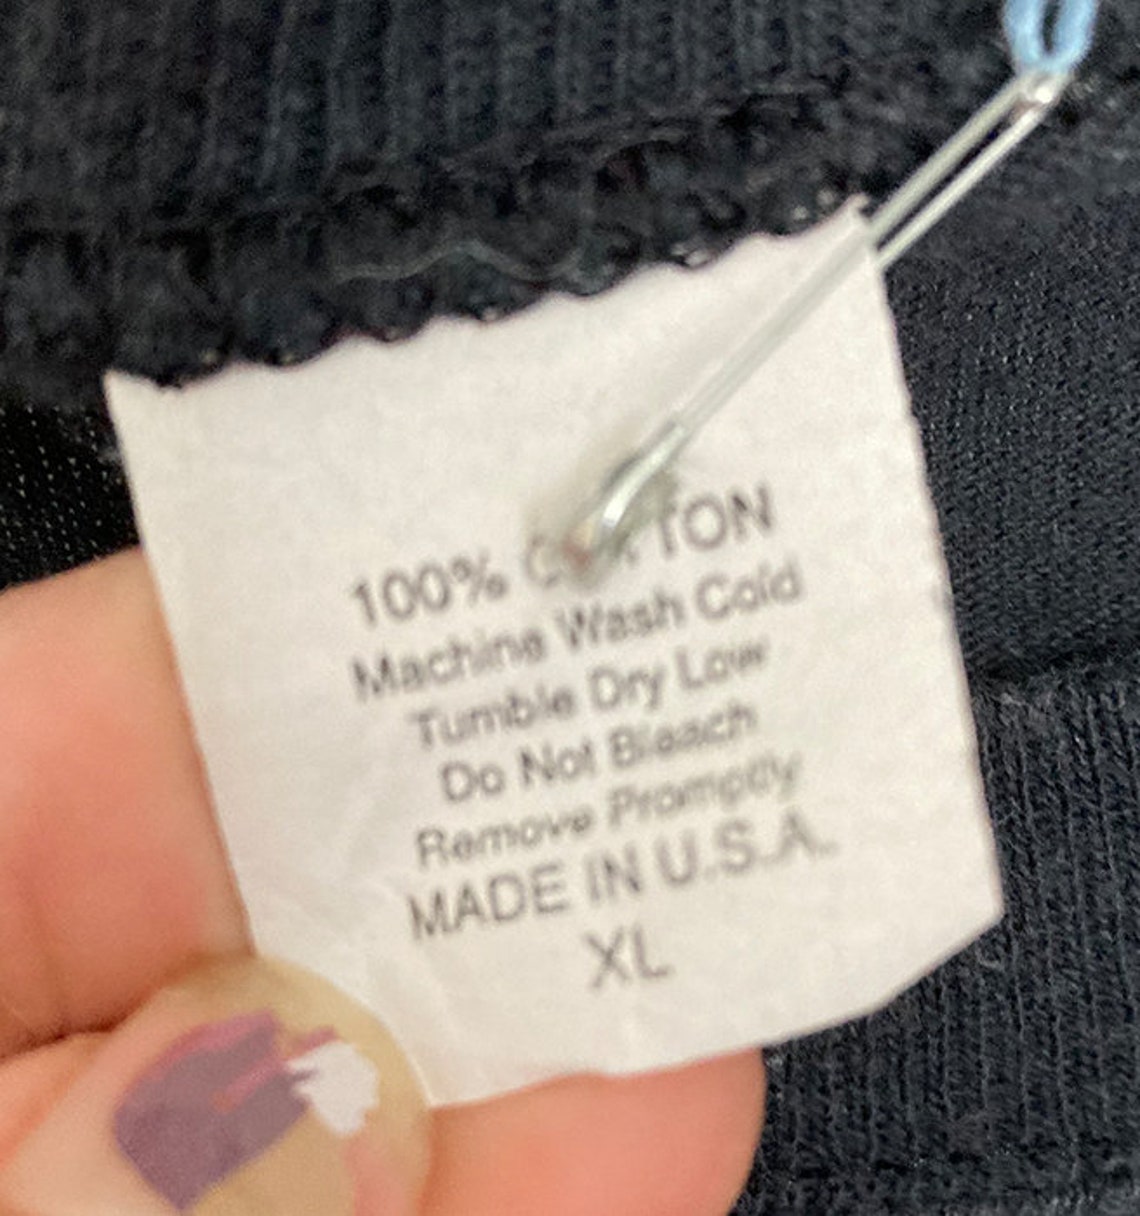 100% COTTON
Machine Wash Cold
Tumble Dry Low
Do Not Bleach
Remove Promptly
MADE IN U.S.A.
XL